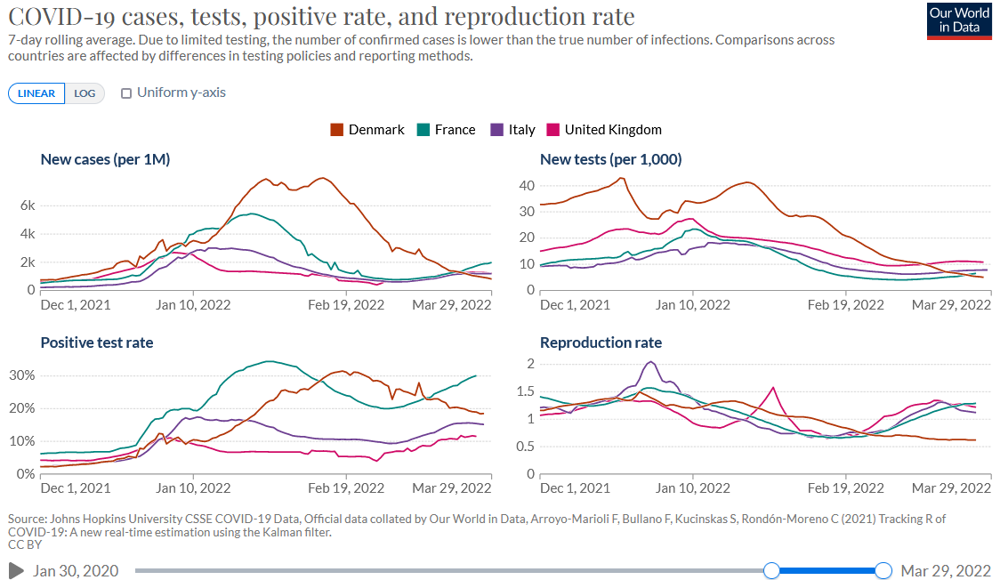 COVID-19 cases, tests, positive rate, and reproduction rate
7-day rolling average. Due to limited testing, the number of confirmed cases is lower than the true number of infections. Comparisons across
countries are affected by differences in testing policies and reporting methods.
Our World
in Data
LINEAR LOG Uniform y-axis
Denmark France Italy United Kingdom
New cases (per 1M)
6k
4k
2k
0
Dec 1, 2021 Jan 10, 2022 Feb 19, 2022 Mar 29, 2022
New tests (per 1,000)
40
30
20
10
0
Dec 1, 2021 Jan 10, 2022 Feb 19, 2022 Mar 29, 2022
Positive test rate
30%
20%
10%
0%
Dec 1, 2021 Jan 10, 2022 Feb 19, 2022 Mar 29, 2022
Reproduction rate
2
1.5
1
0.5
0
Dec 1, 2021 Jan 10, 2022 Feb 19, 2022 Mar 29, 2022
Source: Johns Hopkins University CSSE COVID-19 Data, Official data collated by Our World in Data, Arroyo-Marioli F, Bullano F, Kucinskas S, Rondón-Moreno C (2021) Tracking R of
COVID-19: A new real-time estimation using the Kalman filter.
CC BY
Jan 30, 2020 Mar 29, 2022